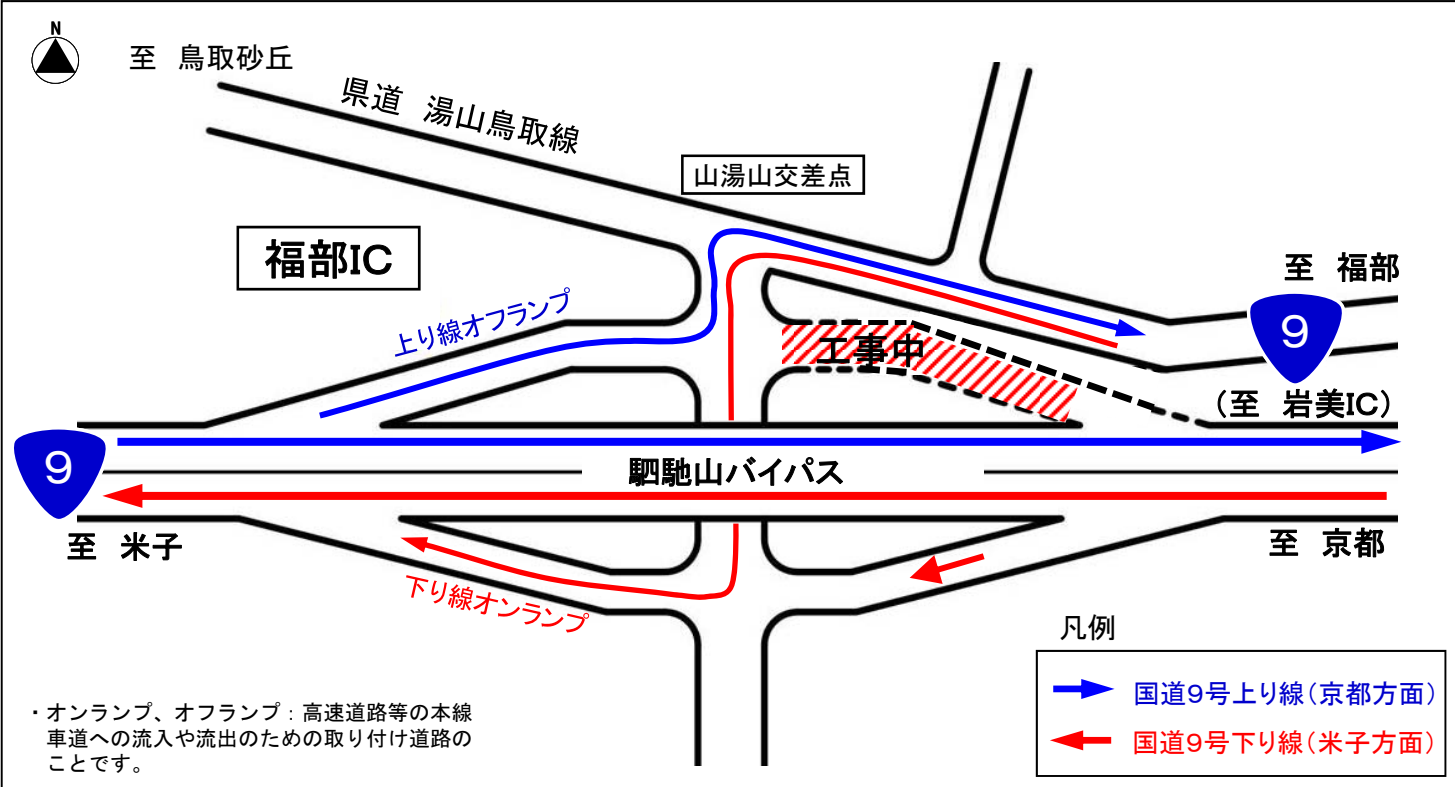 N
至 鳥取砂丘
県道 湯山鳥取線
山湯山交差点
福部IC
至 福部
9
上り線オフランプ
工事中
(至 岩美IC)
9
駟馳山バイパス
至 米子
至 京都
下り線オンランプ
凡例
国道9号上り線(京都方面)
国道9号下り線(米子方面)
・オンランプ、オフランプ:高速道路等の本線
車道への流入や流出のための取り付け道路の
ことです。